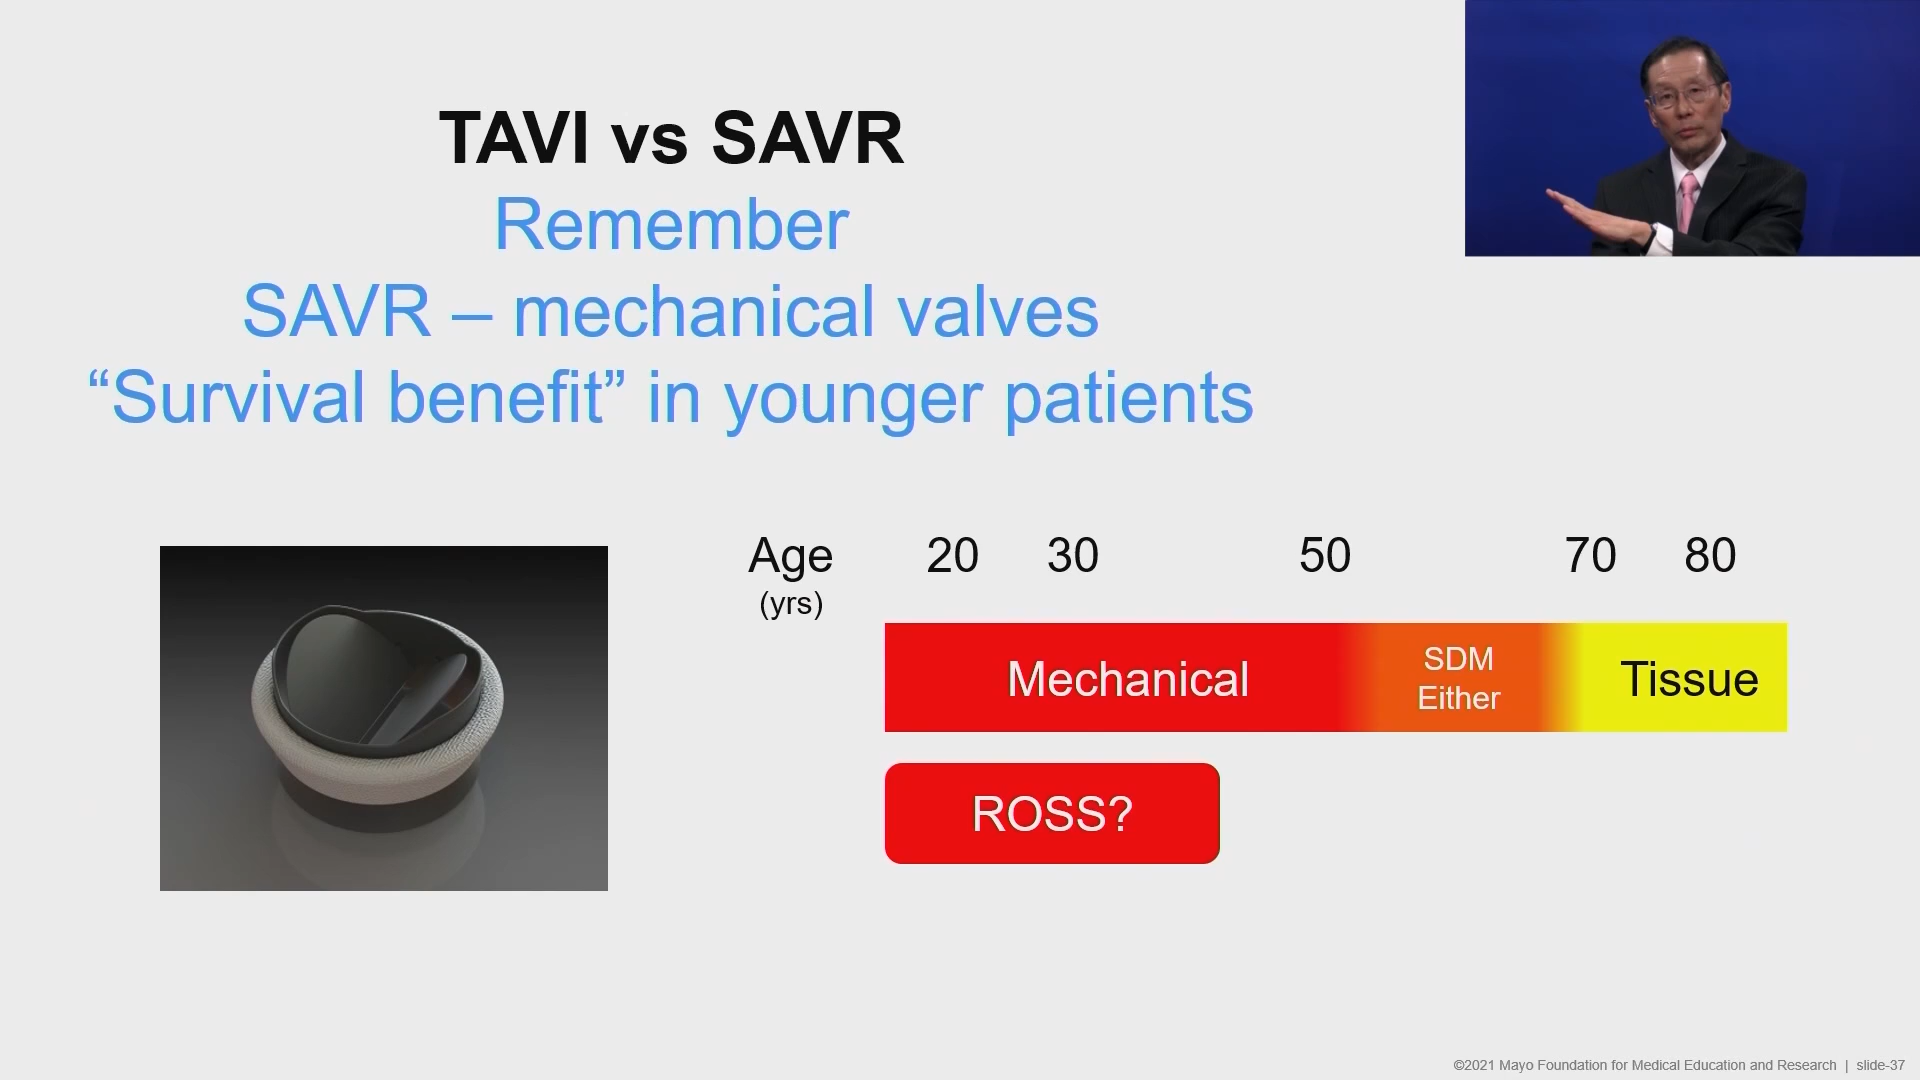 TAVI vs SAVR
Remember
SAVR – mechanical valves
“Survival benefit” in younger patients
Age 20 30 50 70 80
(yrs)
Mechanical
SDM
Either
Tissue
ROSS?
©2021 Mayo Foundation for Medical Education and Research | slide-37